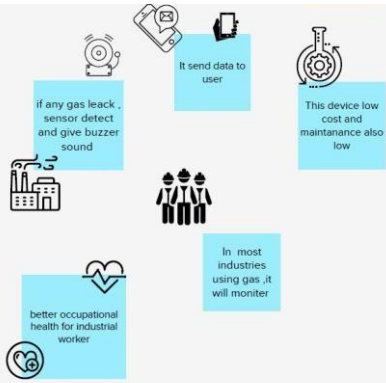 It send data to
user
if any gas leack ,
sensor detect
and give buzzer
sound
This device low
cost and
maintanance also
low
In most
industries
using gas ,it
will moniter
better occupational
health for industrial
worker